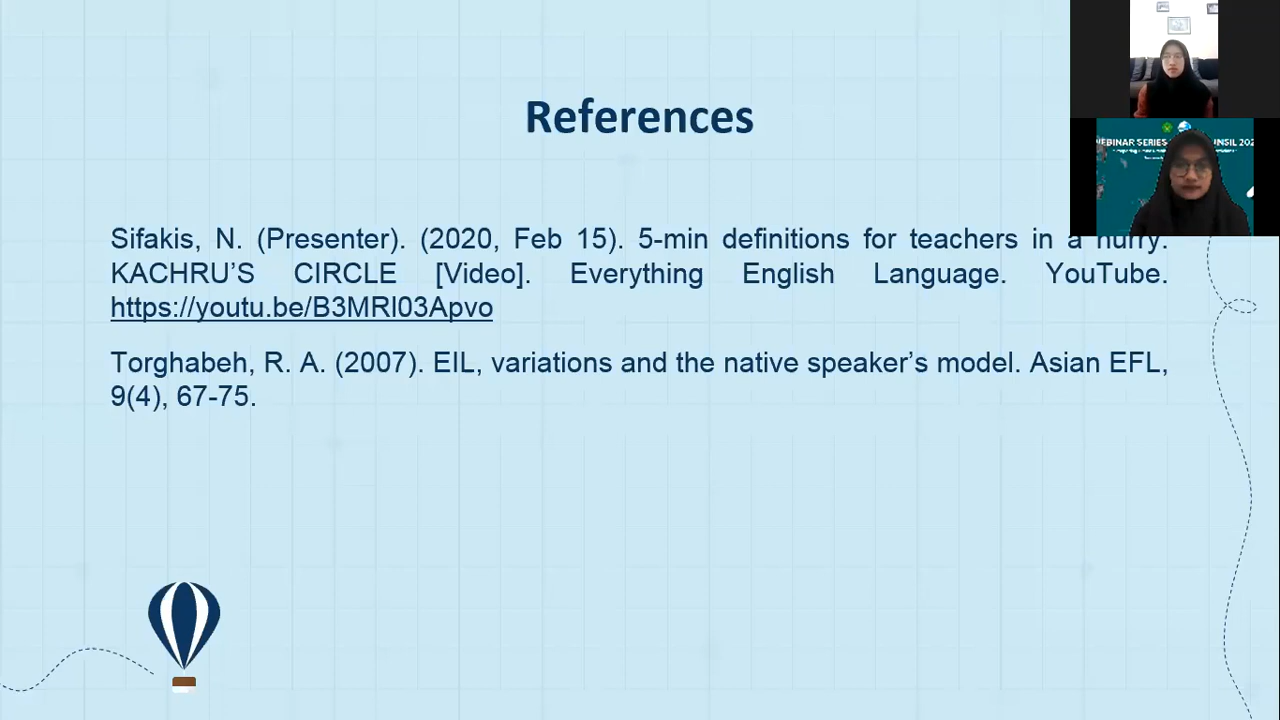 References
Sifakis, N. (Presenter). (2020, Feb 15). 5-min definitions for teachers in a hurry.
KACHRU’S CIRCLE [Video]. Everything English Language. YouTube.
https://youtu.be/B3MRI03Apvo
Torghabeh, R. A. (2007). EIL, variations and the native speaker’s model. Asian EFL,
9(4), 67-75.
WEBINAR SERIES